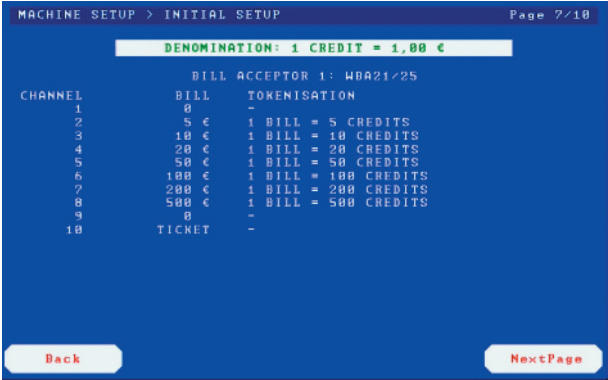 MACHINE SETUP > INITIAL SETUP Page 7/10
DENOMINATION: 1 CREDIT = 1,00 €
BILL ACCEPTOR 1: WBA21/25
CHANNEL BILL TOKENISATION
1 0 -
2 5 € 1 BILL = 5 CREDITS
3 10 € 1 BILL = 10 CREDITS
4 20 € 1 BILL = 20 CREDITS
5 50 € 1 BILL = 50 CREDITS
6 100 € 1 BILL = 100 CREDITS
7 200 € 1 BILL = 200 CREDITS
8 500 € 1 BILL = 500 CREDITS
9 0 -
10 TICKET -
Back NextPage